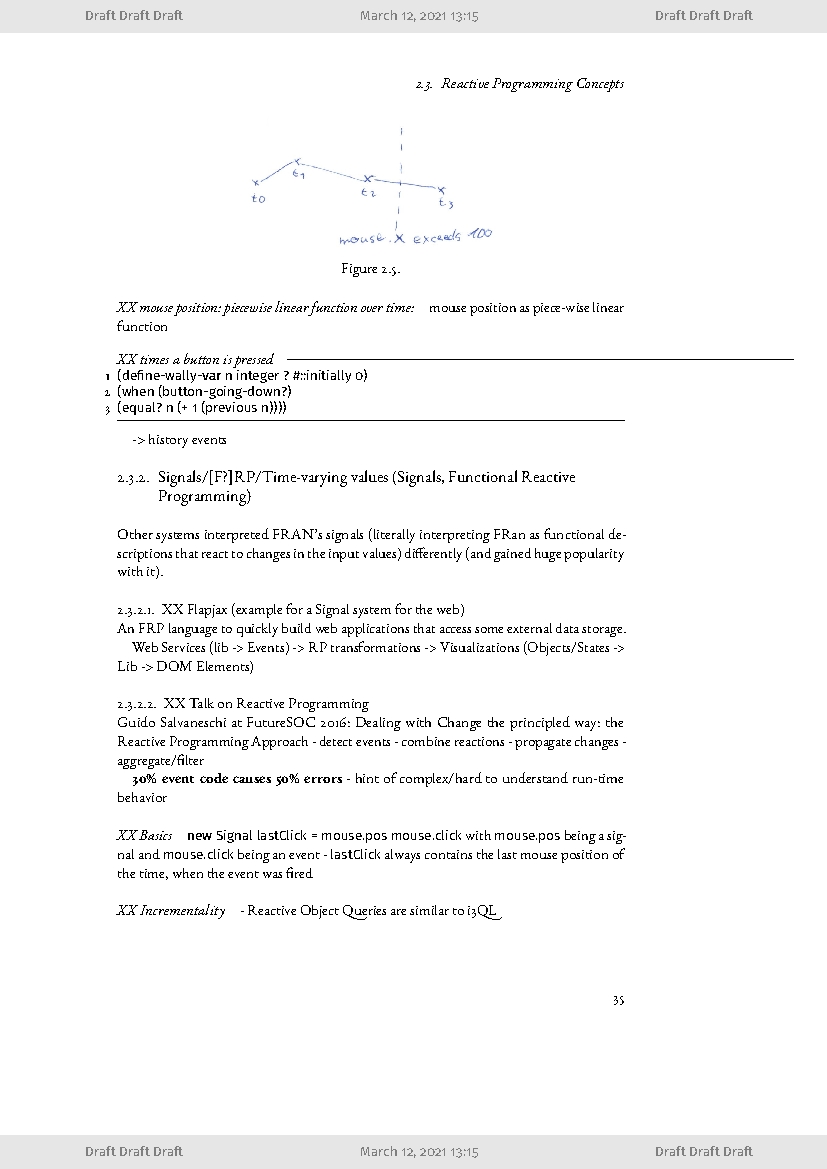 Draft Draft Draft March 12, 2021 13:15 Draft Draft Draft
2.3. Reactive Programming Concepts
t0 t1 t2 t3
mouse.x exceeds 100
Figure 2.5.
XX mouse position: piecewise linear function over time: mouse position as piece-wise linear
function
XX times a button is pressed
1 (define-wally-var n integer ? #::initially 0)
2 (when (button-going-down?)
3 (equal? n (+ 1 (previous n))))
-> history events
2.3.2. Signals/[F?]RP/Time-varying values (Signals, Functional Reactive
Programming)
Other systems interpreted FRAN's signals (literally interpreting FRan as functional de-
scriptions that react to changes in the input values) differently (and gained huge popularity
with it).
2.3.2.1. XX Flapjax (example for a Signal system for the web)
An FRP language to quickly build web applications that access some external data storage.
Web Services (lib -> Events) -> RP transformations -> Visualizations (Objects/States ->
Lib -> DOM Elements)
2.3.2.2. XX Talk on Reactive Programming
Guido Salvaneschi at FutureSOC 2016: Dealing with Change the principled way: the
Reactive Programming Approach - detect events - combine reactions - propagate changes -
aggregate/filter
30% event code causes 50% errors - hint of complex/hard to understand run-time
behavior
XX Basics new Signal lastClick = mouse.pos mouse.click with mouse.pos being a sig-
nal and mouse.click being an event - lastClick always contains the last mouse position of
the time, when the event was fired
XX Incrementality - Reactive Object Queries are similar to i3QL
35
Draft Draft Draft March 12, 2021 13:15 Draft Draft Draft